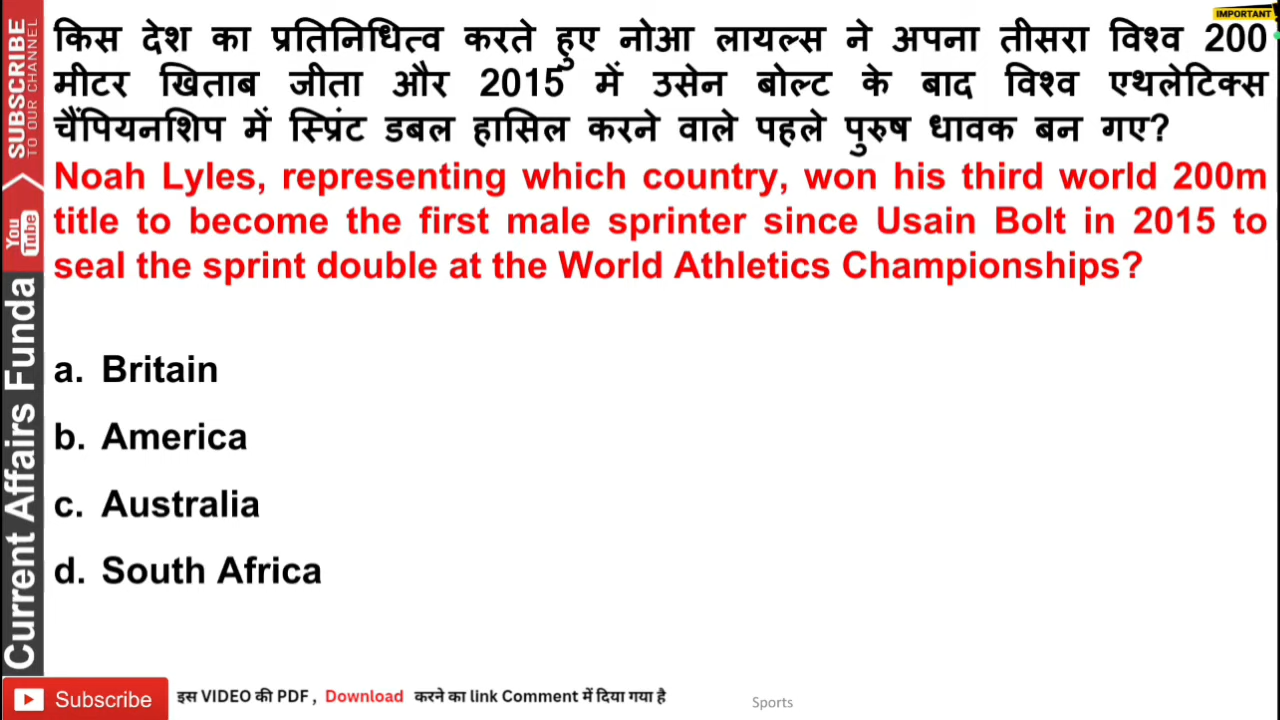 IMPORTANT
किस देश का प्रतिनिधित्व करते हुए नोआ लायल्स ने अपना तीसरा विश्व 200
मीटर खिताब जीता और 2015 में उसेन बोल्ट के बाद विश्व एथलेटिक्स
चैंपियनशिप में स्प्रिंट डबल हासिल करने वाले पहले पुरुष धावक बन गए?
Noah Lyles, representing which country, won his third world 200m
title to become the first male sprinter since Usain Bolt in 2015 to
seal the sprint double at the World Athletics Championships?
a. Britain
b. America
c. Australia
d. South Africa
SUBSCRIBE
TO OUR CHANNEL
You
Tube
Current Affairs Funda
Subscribe
इस VIDEO की PDF , Download करने का link Comment में दिया गया है
Sports